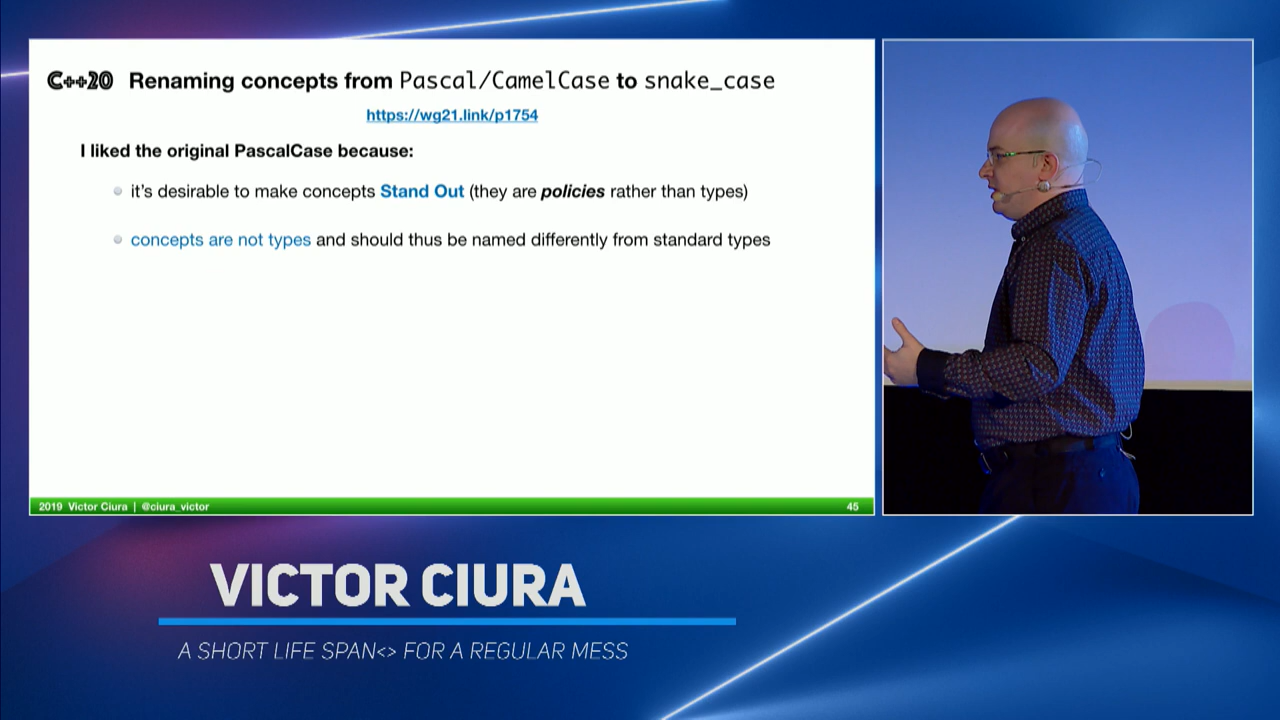 C++20 Renaming concepts from Pascal/CamelCase to snake_case
https://wg21.link/p1754
I liked the original PascalCase because:
it’s desirable to make concepts Stand Out (they are policies rather than types)
concepts are not types and should thus be named differently from standard types
2019 Victor Ciura | @ciura_victor
45
VICTOR CIURA
A SHORT LIFE SPAN<> FOR A REGULAR MESS